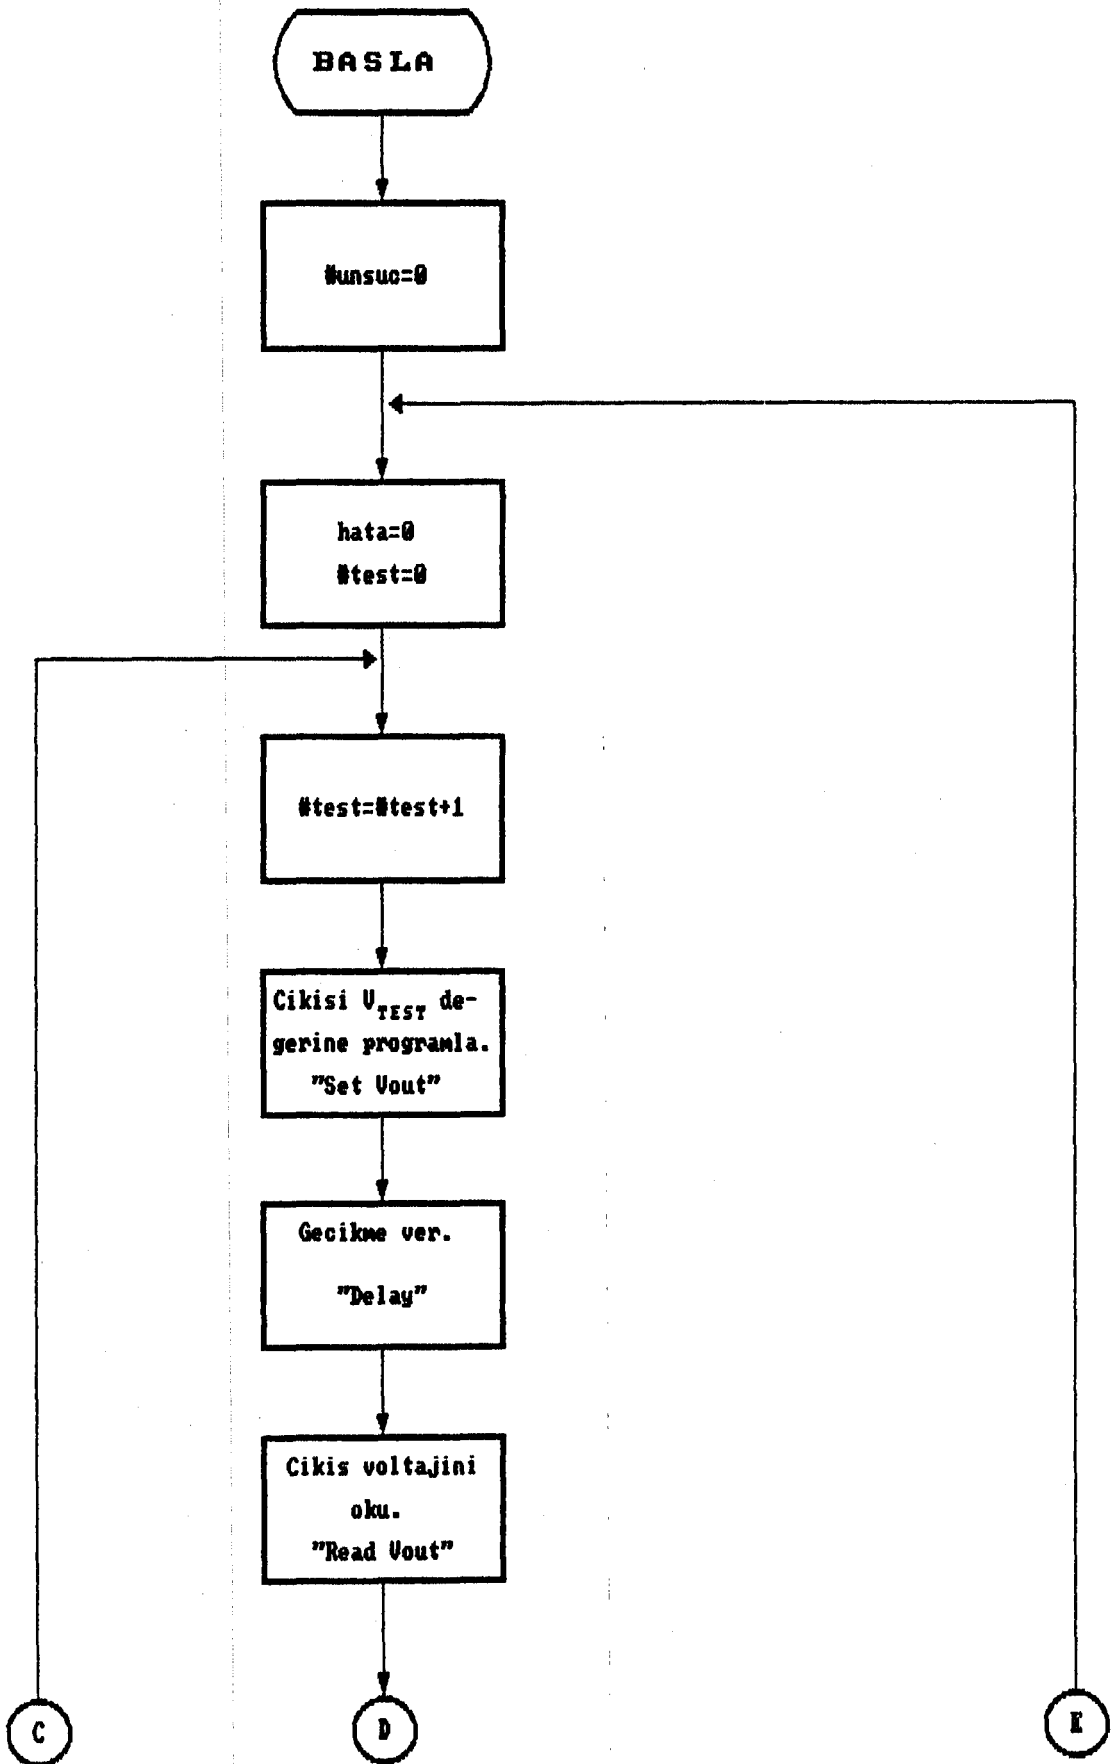 BASLA
#unsuc=0
hata=0
#test=0
#test=#test+1
Cikisi VTEST de-
gerine programla.
"Set Vout"
Gecikme ver.
"Delay"
Cikis voltajini
oku.
"Read Vout"
C
D
E